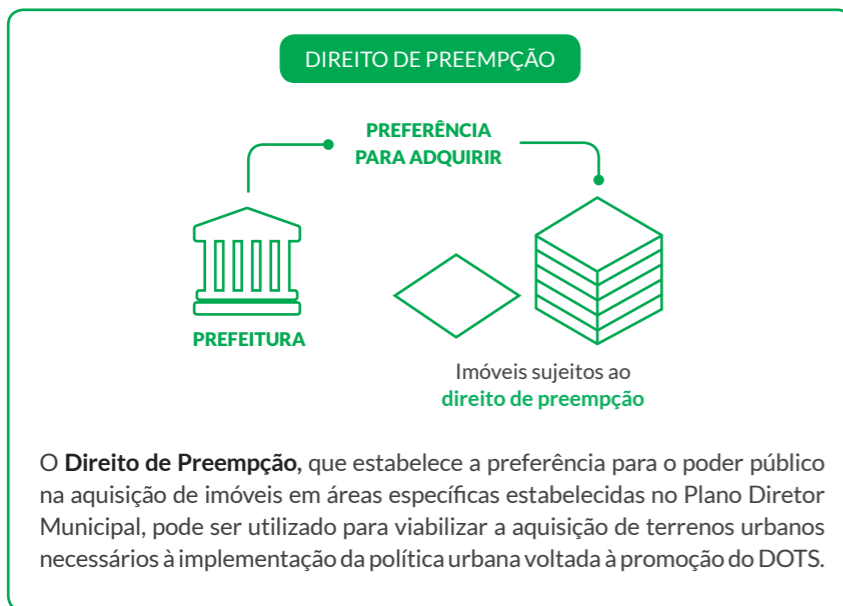 DIREITO DE PREEMPÇÃO
PREFERÊNCIA
PARA ADQUIRIR
PREFEITURA
Imóveis sujeitos ao
direito de preempção
O Direito de Preempção, que estabelece a preferência para o poder público
na aquisição de imóveis em áreas específicas estabelecidas no Plano Diretor
Municipal, pode ser utilizado para viabilizar a aquisição de terrenos urbanos
necessários à implementação da política urbana voltada à promoção do DOTS.